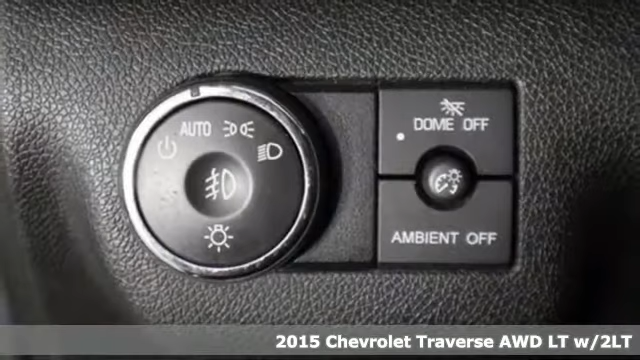 AUTO
DOME OFF
AMBIENT OFF
2015 Chevrolet Traverse AWD LT w/2LT